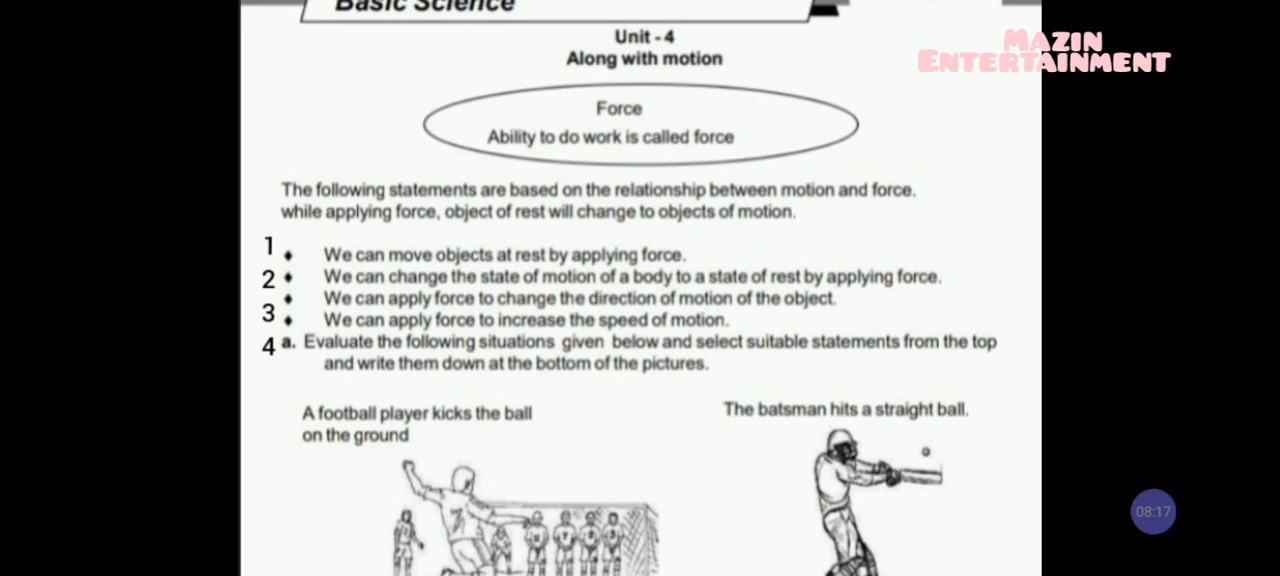 Basic Science
Unit - 4
Along with motion
Mazin
Entertainment
Force
Ability to do work is called force
The following statements are based on the relationship between motion and force.
while applying force, object of rest will change to objects of motion.
1 ♦ We can move objects at rest by applying force.
2 ♦ We can change the state of motion of a body to a state of rest by applying force.
♦ We can apply force to change the direction of motion of the object.
3 ♦ We can apply force to increase the speed of motion.
4 a. Evaluate the following situations given below and select suitable statements from the top
and write them down at the bottom of the pictures.
A football player kicks the ball
on the ground
The batsman hits a straight ball.
7
08:17